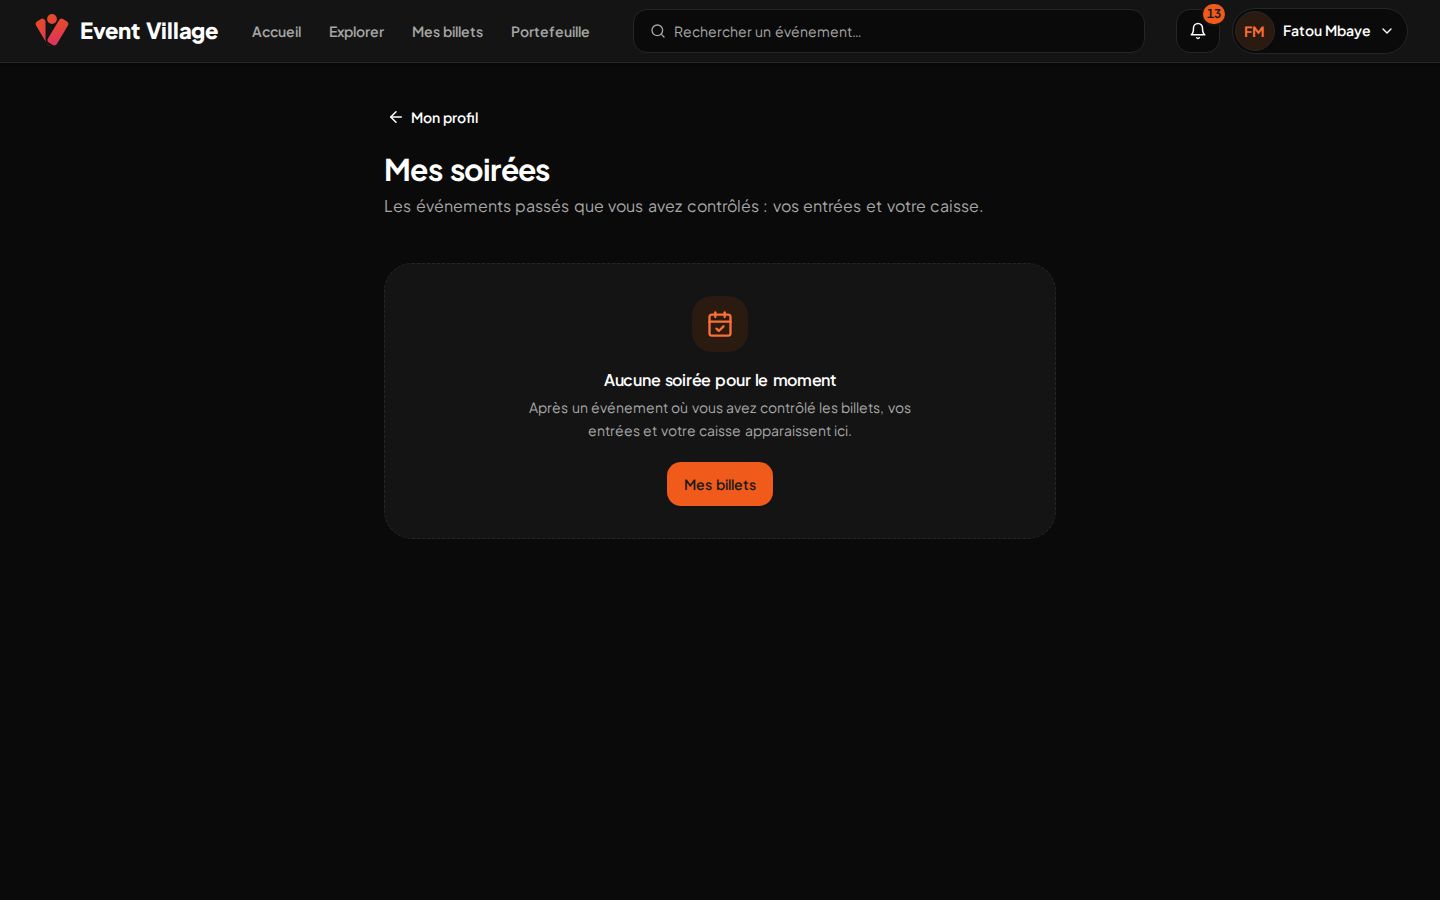 Event Village
Accueil
Explorer
Mes billets
Portefeuille
Rechercher un événement…
13
FM
Fatou Mbaye
Mon profil
Mes soirées
Les événements passés que vous avez contrôlés : vos entrées et votre caisse.
Aucune soirée pour le moment
Après un événement où vous avez contrôlé les billets, vos
entrées et votre caisse apparaissent ici.
Mes billets